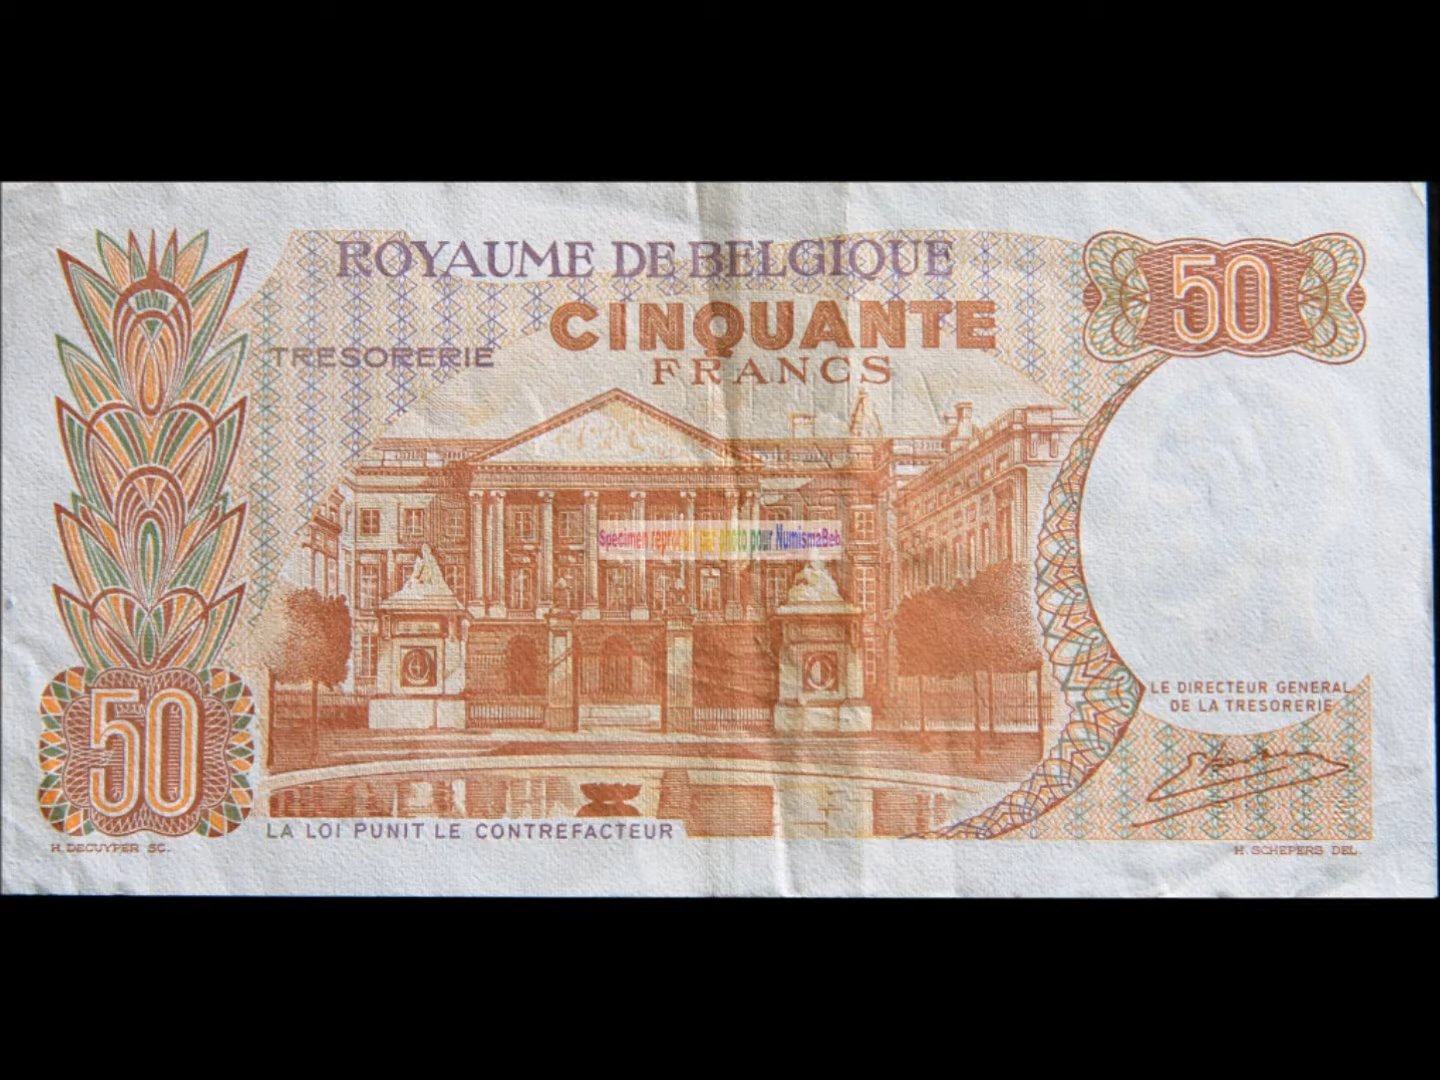 ROYAUME DE BELGIQUE
50
CINQUANTE
TRESORERIE
FRANCS
Specimen reproduit par photo pour NumismaBeb
LE DIRECTEUR GENERAL
DE LA TRESORERIE
50
LA LOI PUNIT LE CONTREFACTEUR
H. DECUYPER SC.
H. SCHEPERS DEL.